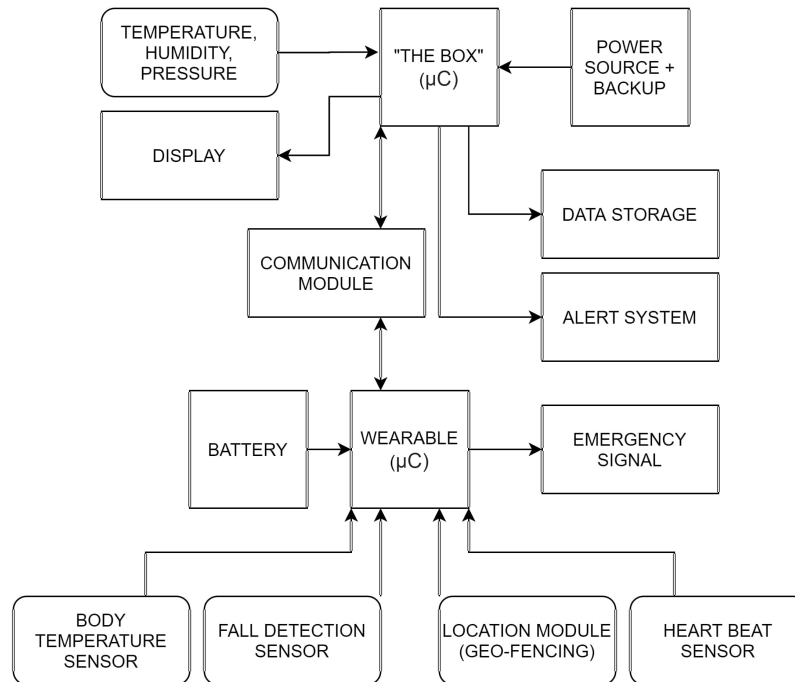 TEMPERATURE,
HUMIDITY,
PRESSURE
"THE BOX"
(µC)
POWER
SOURCE +
BACKUP
DISPLAY
DATA STORAGE
COMMUNICATION
MODULE
ALERT SYSTEM
BATTERY
WEARABLE
(µC)
EMERGENCY
SIGNAL
BODY
TEMPERATURE
SENSOR
FALL DETECTION
SENSOR
LOCATION MODULE
(GEO-FENCING)
HEART BEAT
SENSOR